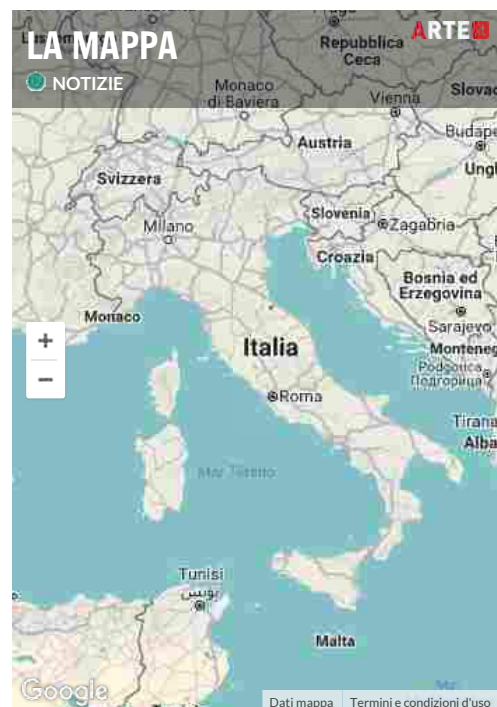 LA MAPPA
ARTE
NOTIZIE
Repubblica
Ceca
Monaco
di Baviera
Vienna
Slovac
Budape
Austria
Ungh
Svizzera
Slovenia
Zagabria
Milano
Croazia
Bosnia ed
Erzegovina
Monaco
Sarajevo
Monteneg
Podgorica
Подгорица
+
−
Italia
Roma
Tirana
Alba
Mar Tirreno
Tunisi
تونس
Malta
Google
Dati mappa
Termini e condizioni d'uso